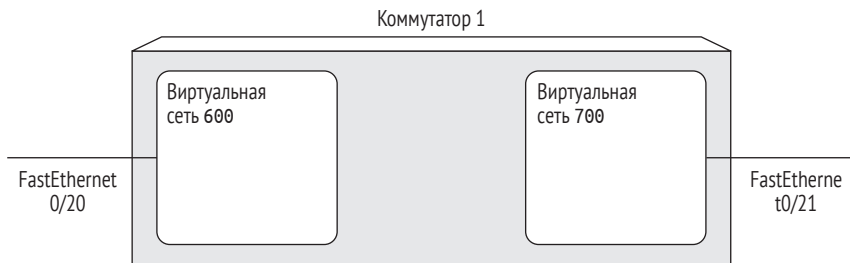 Коммутатор 1
Виртуальная
сеть 600
Виртуальная
сеть 700
FastEthernet
0/20
FastEtherne
t0/21